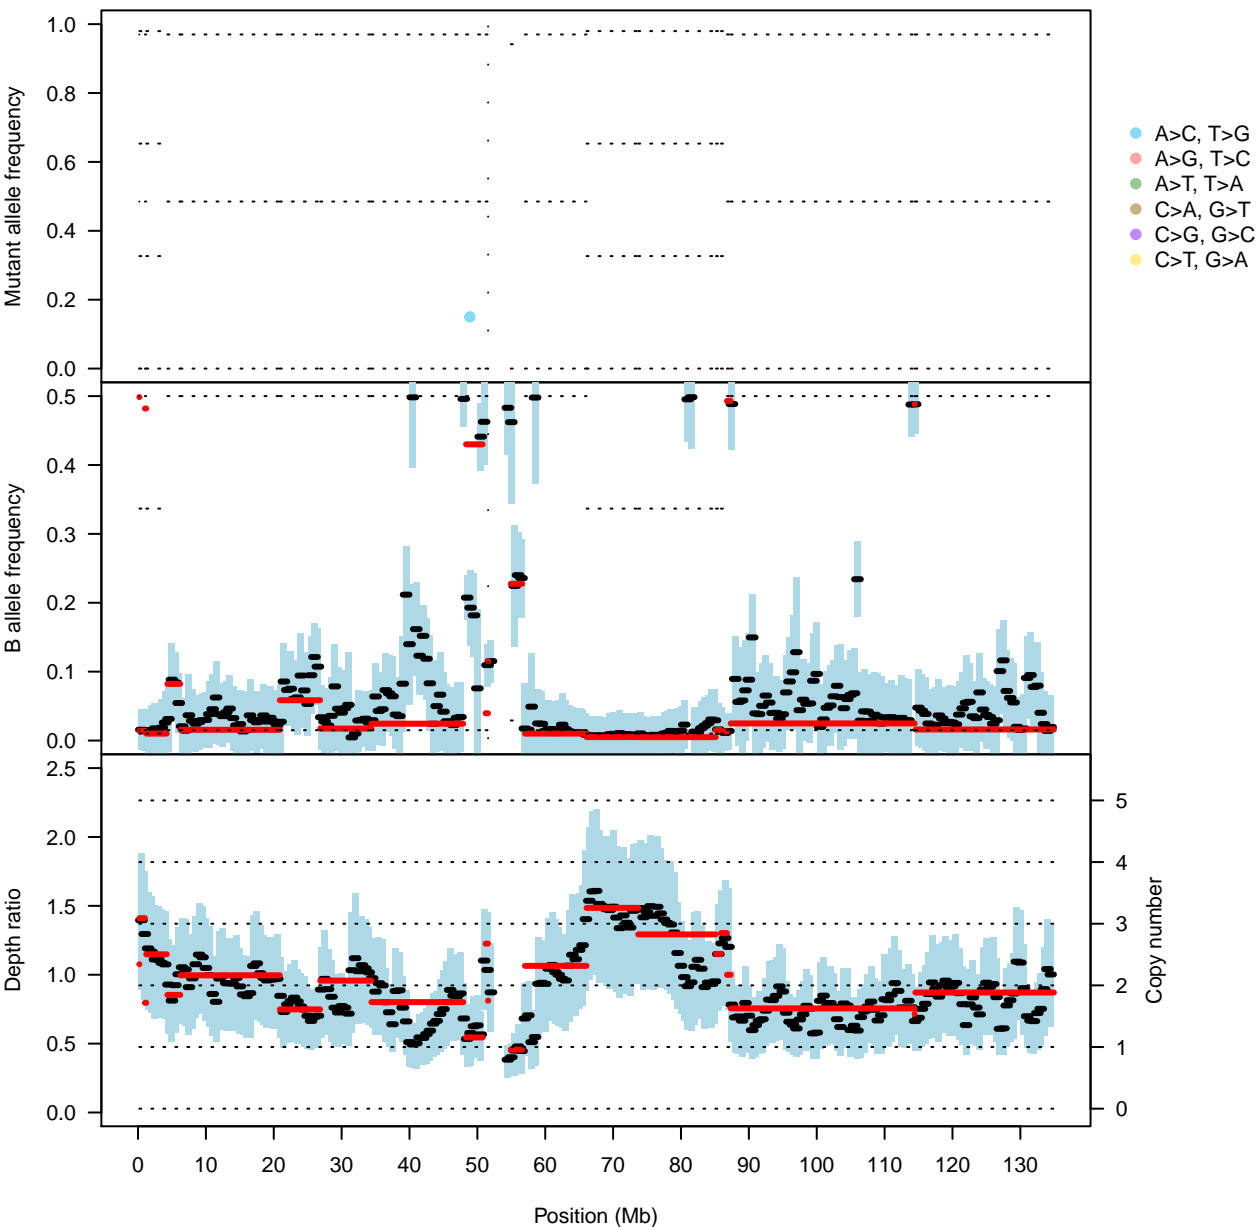 Mutant allele frequency
1.0
0.8
0.6
0.4
0.2
0.0
A>C, T>G
A>G, T>C
A>T, T>A
C>A, G>T
C>G, G>C
C>T, G>A
B allele frequency
0.5
0.4
0.3
0.2
0.1
0.0
Depth ratio
2.5
2.0
1.5
1.0
0.5
0.0
5
4
3
2
1
0
Copy number
0 10 20 30 40 50 60 70 80 90 100 110 120 130
Position (Mb)